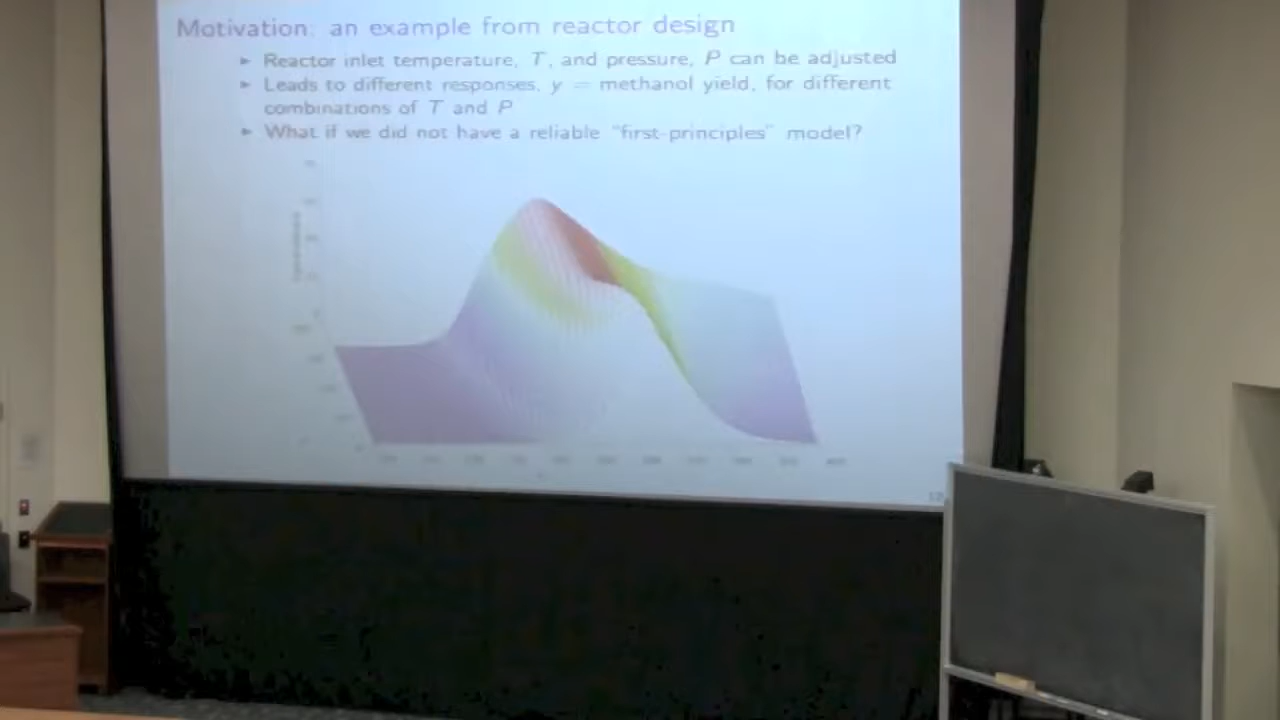 Motivation: an example from reactor design
► Reactor inlet temperature, T, and pressure, P can be adjusted
► Leads to different responses, y = methanol yield, for different
combinations of T and P
► What if we did not have a reliable "first-principles" model?